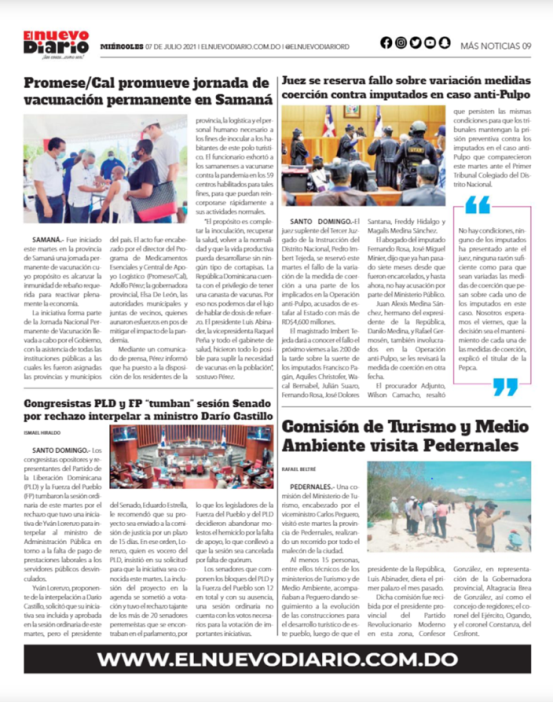 El nuevo
Diario
MIÉRCOLES 07 DE JULIO 2021 | ELNUEVODIARIO.COM.DO | @ELNUEVODIARIORD
MÁS NOTICIAS 09
Promese/Cal promueve jornada de
vacunación permanente en Samaná
SAMANÁ.- Fue iniciado
este martes en la provincia
de Samaná una jornada permanente de vacunación cuyo propósito es alcanzar la
inmunidad de rebaño requerida
para reactivar plenamente la economía.
La iniciativa forma parte
de la Jornada Nacional Permanente de Vacunación llevada a cabo por el Gobierno,
con la asistencia de todas las
instituciones públicas a las
cuales les fueron asignadas las
provincias y municipios
del país. El acto fue encabezado
por el director del Programa de Medicamentos
Esenciales y Central de Apoyo
Logístico (Promese/Cal),
Adolfo Pérez; la gobernadora
provincial, Elsa De León, las
autoridades municipales y
juntas de vecinos, quienes
aunaron esfuerzos en pos de
mitigar el impacto de la pandemia.
Mediante un comunicado
de prensa, Pérez informó
que ha puesto a la disposición
de los residentes de la
provincia, la logística y el personal
humano necesario a
los fines de inocular a los habitantes
de este polo turístico.
El funcionario exhortó a
los samanenses a vacunarse
contra la pandemia en los 59
centros habilitados para tales
fines, para que puedan reincorporarse
rápidamente a
sus actividades normales.
"El propósito es completar
la inoculación, recuperar
la salud, volver a la normalidad
y que la vida productiva
pueda desarrollarse sin
ningún tipo de cortapisas. La
República Dominicana cuenta
con el privilegio de tener
una canasta de vacunas. Por
eso nos podemos dar el lujo
de hablar de dosis de refuerzo.
El presidente Luis Abinader,
la vicepresidenta Raquel
Peña y todo el gabinete de
salud, hicieron todo lo posible
para suplir la necesidad
de vacunas en la población",
sostuvo Pérez.
Juez se reserva fallo sobre variación medidas
coerción contra imputados en caso anti-Pulpo
SANTO DOMINGO.-El
juez suplente del Tercer Juzgado
de la Instrucción del
Distrito Nacional, Pedro Imbert
Tejeda, se reservó este
martes el fallo de la variación
de la medida de coerción
a una parte de los implicados
en la Operación
anti-Pulpo, acusados de estafar
al Estado con más de
RD$4,600 millones.
El magistrado Imbert Tejeda
dará a conocer el fallo el
próximo viernes a las 2:00 de
la tarde sobre la suerte de
los imputados Francisco Pagán,
Aquiles Christofer, Wacal
Bernabel, Julián Suazo,
Fernando Rosa, José Dolores
Santana, Freddy Hidalgo y
Magalis Medina Sánchez.
El abogado del imputado
Fernando Rosa, José Miguel
Minier, dijo que ya han pasado
siete meses desde que
fueron encarcelados, y hasta
ahora, no hay acusación por
parte del Ministerio Público.
Juan Alexis Medina Sánchez,
hermano del expresidente de la República,
Danilo Medina, y Rafael Germosén,
también involucrados
en la Operación anti-Pulpo, se les revisará la
medida de coerción en otra
fecha.
El procurador Adjunto,
Wilson Camacho, resaltó
que persisten las mismas
condiciones para que los tribunales
mantengan la prisión
preventiva contra los
imputados en el caso anti-Pulpo
que comparecieron
este martes ante el Primer
Tribunal Colegiado del Distrito
Nacional.
“
No hay condiciones, ninguno
de los imputados
ha presentado ante el
juez, ninguna razón suficiente
para que sean variadas
las medidas de
coerción que pesan sobre
cada uno de los imputados
en este caso.
Nosotros esperamos
el viernes, que la
decisión sea el mantenimiento
de cada una de
las medidas de coerción,
explicó el titular de la
Pepca.
”
Congresistas PLD y FP “tumban” sesión Senado
por rechazo interpelar a ministro Darío Castillo
ISMAEL HIRALDO
SANTO DOMINGO.- Los
congresistas opositores y representantes
del Partido de
la Liberación Dominicana
(PLD) y la Fuerza del Pueblo
(FP) tumbaron la sesión ordinaria
de este martes por el
rechazo que tuvo una iniciativa
de Yván Lorenzo para interpelar
al ministro de
Administración Pública en
torno a la falta de pago de
prestaciones laborales a los
servidores públicos desvinculados.
Yván Lorenzo, proponente
de la interpelación a Darío
Castillo, solicitó que su iniciativa
sea incluida y aprobada
en la sesión ordinaria de
este martes, pero el presidente
del Senado, Eduardo Estrella,
le recomendó que su proyecto
sea enviado a la comisión
de justicia por un plazo
de 15 días. En ese orden, Lorenzo,
quien es vocero del
PLD, insistió en su solicitud
para que la iniciativa sea conocida
este martes. La inclusión
del proyecto en la
agenda se sometió a votación
y tuvo el rechazo tajante
de los más de 20 senadores
perremeístas que se encontraban
en el parlamento, por
lo que los legisladores de la
Fuerza del Pueblo y del PLD
decidieron abandonar molestos
el hemiciclo por la falta
de apoyo, lo que conllevó a
que la sesión sea cancelada
por falta de quórum.
Los senadores que componen
los bloques del PLD y
la Fuerza del Pueblo son 12
en total y con su ausencia,
una sesión ordinaria no
cuenta con los votos necesarios
para la votación de importantes
iniciativas.
Comisión de Turismo y Medio
Ambiente visita Pedernales
RAFAEL BELTRÉ
PEDERNALES.- Una comisión
del Ministerio de Turismo,
encabezado por el
viceministro Carlos Peguero,
visitó este martes la
provincia de Pedernales, realizando
un recorrido por todo el
malecón de la ciudad.
Al menos 15 personas,
entre ellos técnicos de los
ministerios de Turismo y de
Medio Ambiente, acompañaban
a Peguero dando seguimiento
a la evolución de
las construcciones para el
desarrollo turístico de este
pueblo, luego de que el
presidente de la República,
Luis Abinader, diera el primer
palazo el mes pasado.
Dicha comisión fue recibida
por el presidente provincial
del Partido
Revolucionario Moderno
en esta zona, Confesor
González, en representación
de la Gobernadora
provincial, Altagracia Brea
de González, así como el
concejo de regidores; el coronel
del Ejército, Ogando,
y el coronel Constanza, del
Cesfront.
WWW.ELNUEVODIARIO.COM.DO